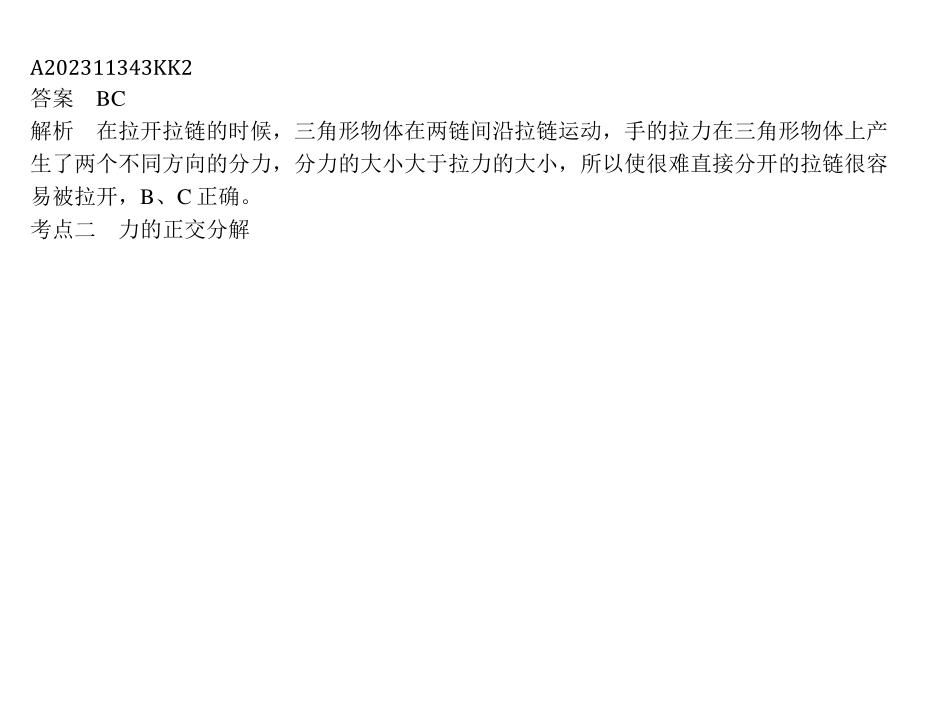 A202311343KK2
答案　BC
解析　在拉开拉链的时候，三角形物体在两链间沿拉链运动，手的拉力在三角形物体上产
生了两个不同方向的分力，分力的大小大于拉力的大小，所以使很难直接分开的拉链很容
易被拉开，B、C 正确。
考点二　力的正交分解